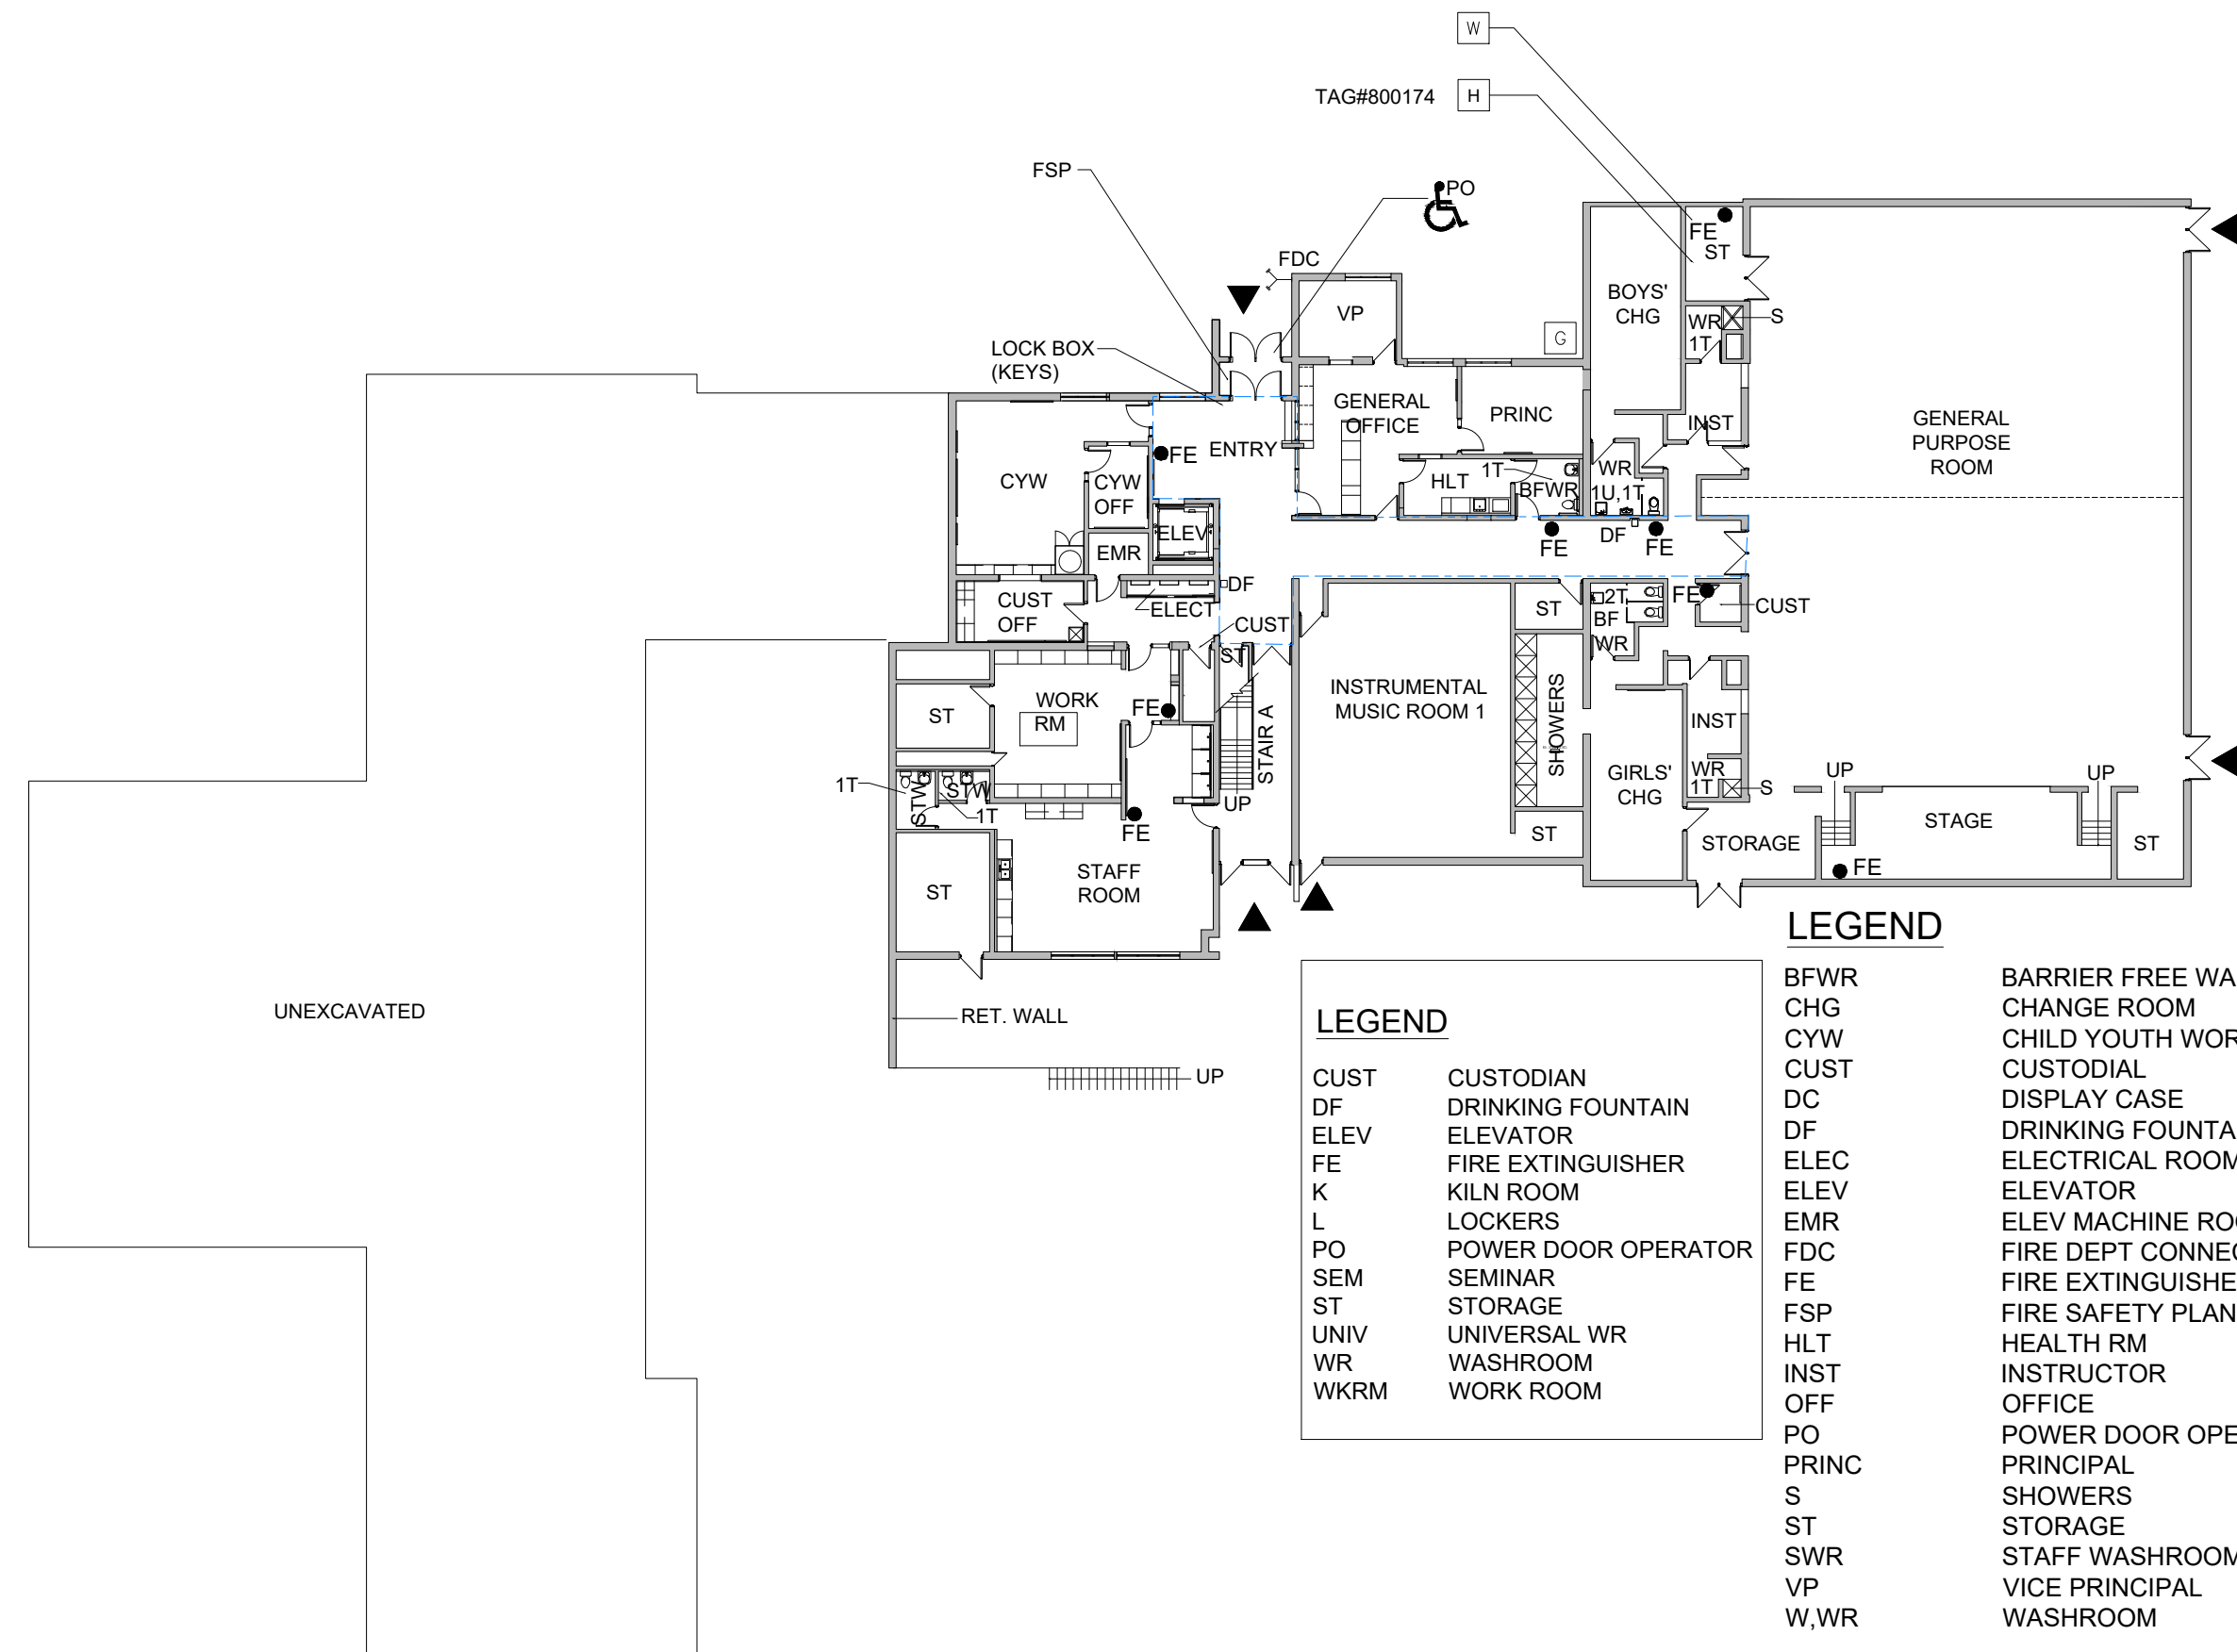 W
TAG#800174
H
FSP
PO
FDC
FE
ST
BOYS'
CHG
VP
WR
1T
S
G
LOCK BOX
(KEYS)
GENERAL
OFFICE
PRINC
INST
GENERAL
PURPOSE
ROOM
ENTRY
FE
CYW
CYW
OFF
HLT
1T
BFWR
WR
1U,1T
ELEV
EMR
FE
DF
FE
DF
ELECT
CUST
OFF
CUST
ST
ST
2T
BF
WR
FE
CUST
INSTRUMENTAL
MUSIC ROOM 1
SHOWERS
WORK
RM
ST
FE
STAIR A
UP
INST
GIRLS'
CHG
WR
1T
S
UP
UP
1T
STW
STW
1T
FE
ST
STORAGE
STAGE
ST
FE
ST
STAFF
ROOM
UNEXCAVATED
RET. WALL
UP
LEGEND
CUST CUSTODIAN
DF DRINKING FOUNTAIN
ELEV ELEVATOR
FE FIRE EXTINGUISHER
K KILN ROOM
L LOCKERS
PO POWER DOOR OPERATOR
SEM SEMINAR
ST STORAGE
UNIV UNIVERSAL WR
WR WASHROOM
WKRM WORK ROOM
LEGEND
BFWR BARRIER FREE WA
CHG CHANGE ROOM
CYW CHILD YOUTH WOR
CUST CUSTODIAL
DC DISPLAY CASE
DF DRINKING FOUNTA
ELEC ELECTRICAL ROOM
ELEV ELEVATOR
EMR ELEV MACHINE ROO
FDC FIRE DEPT CONNEC
FE FIRE EXTINGUISHE
FSP FIRE SAFETY PLAN
HLT HEALTH RM
INST INSTRUCTOR
OFF OFFICE
PO POWER DOOR OPE
PRINC PRINCIPAL
S SHOWERS
ST STORAGE
SWR STAFF WASHROOM
VP VICE PRINCIPAL
W,WR WASHROOM